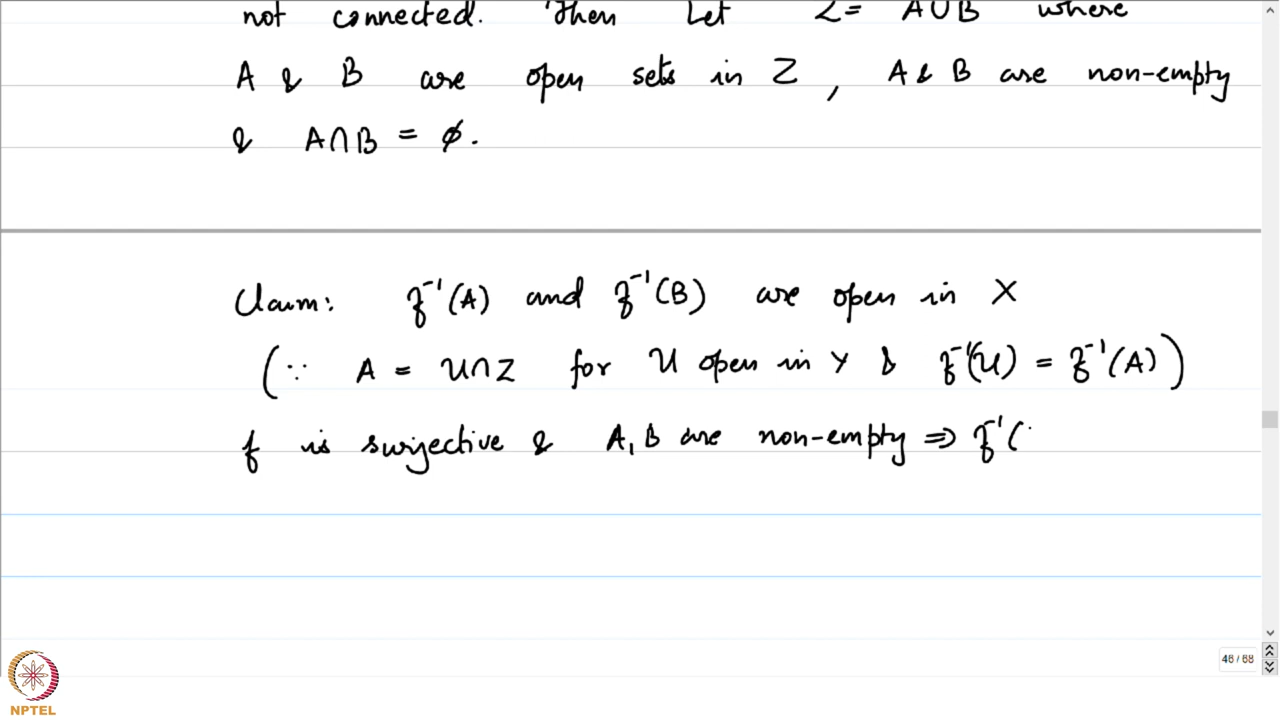 not connected. Then Let Z = A∪B where
A & B are open sets in Z, A & B are non-empty
& A∩B = ϕ.
Claim: f⁻¹(A) and f⁻¹(B) are open in X
(∵ A = U∩Z for U open in Y & f⁻¹(U) = f⁻¹(A))
f is surjective & A, B are non-empty ⇒ f⁻¹(
46 / 68
NPTEL